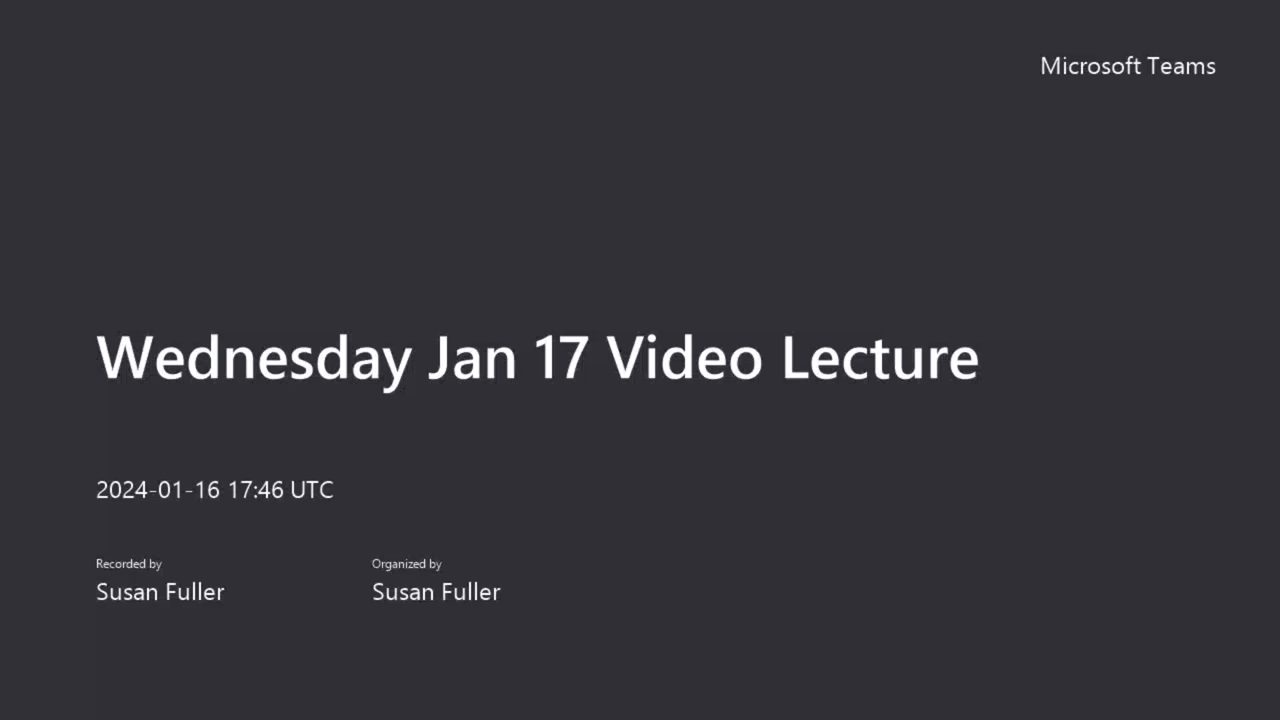 Microsoft Teams
Wednesday Jan 17 Video Lecture
2024-01-16 17:46 UTC
Recorded by
Susan Fuller
Organized by
Susan Fuller